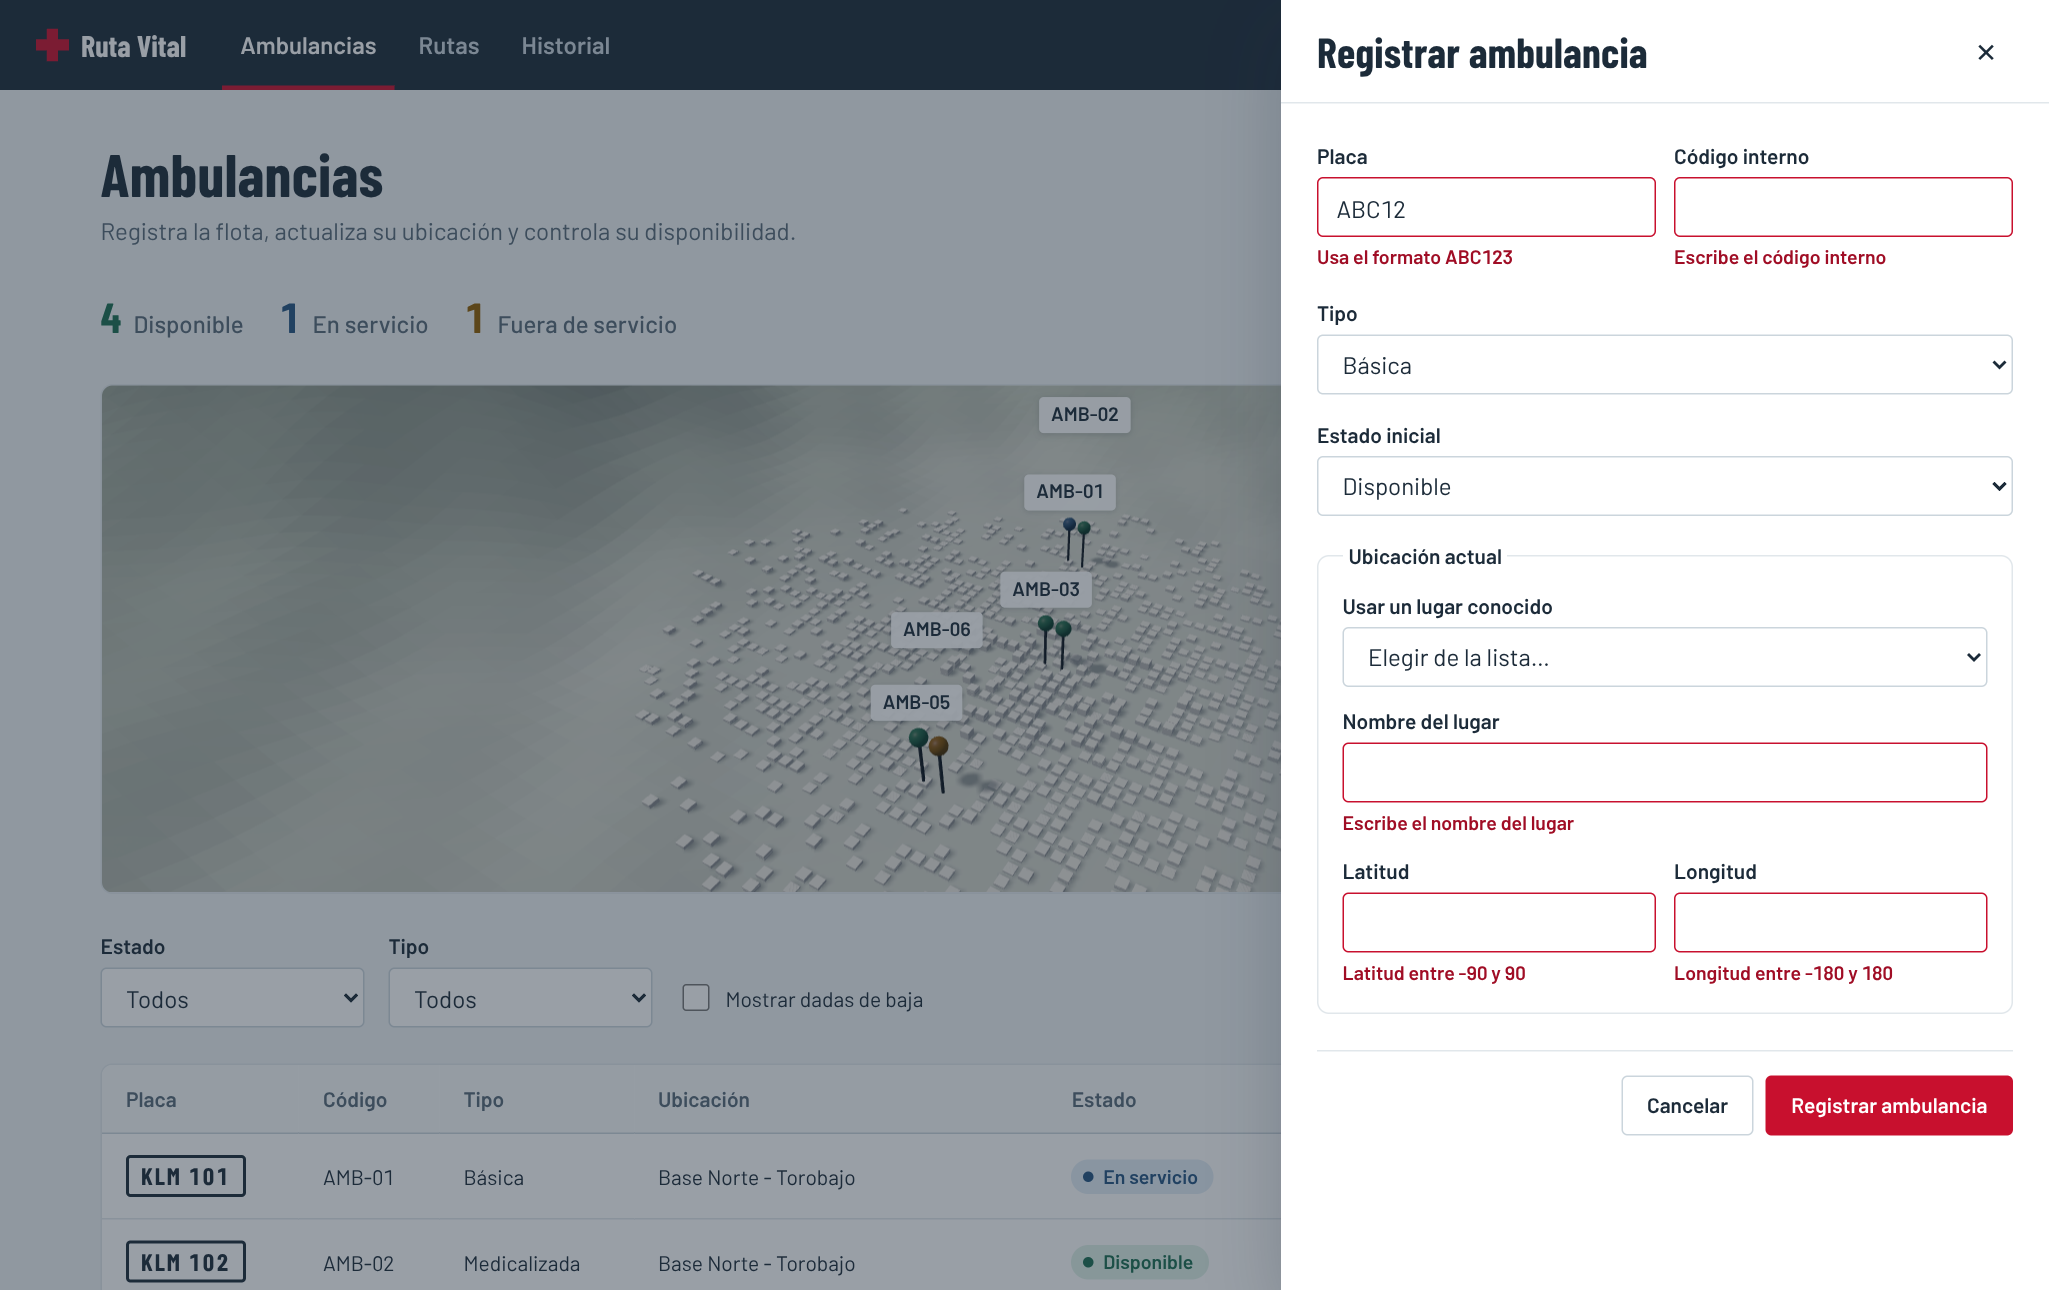 Ruta Vital
Ambulancias
Rutas
Historial
Ambulancias
Registra la flota, actualiza su ubicación y controla su disponibilidad.
4 Disponible
1 En servicio
1 Fuera de servicio
AMB-02
AMB-01
AMB-03
AMB-06
AMB-05
Estado
Tipo
Todos
Todos
Mostrar dadas de baja
Placa Código Tipo Ubicación Estado
KLM 101 AMB-01 Básica Base Norte - Torobajo En servicio
KLM 102 AMB-02 Medicalizada Base Norte - Torobajo Disponible
Registrar ambulancia
Placa
Código interno
ABC12
Usa el formato ABC123
Escribe el código interno
Tipo
Básica
Estado inicial
Disponible
Ubicación actual
Usar un lugar conocido
Elegir de la lista...
Nombre del lugar
Escribe el nombre del lugar
Latitud
Longitud
Latitud entre -90 y 90
Longitud entre -180 y 180
Cancelar
Registrar ambulancia